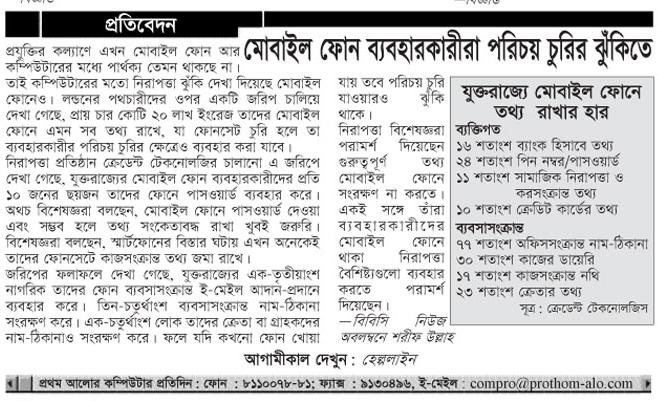 প্রতিবেদন
মোবাইল ফোন ব্যবহারকারীরা পরিচয় চুরির ঝুঁকিতে
প্রযুক্তির কল্যাণে এখন মোবাইল ফোন আর
কম্পিউটারের মধ্যে পার্থক্য তেমন থাকছে না।
তাই কম্পিউটারের মতো নিরাপত্তা ঝুঁকি দেখা দিয়েছে মোবাইল
ফোনেও। লন্ডনের পথচারীদের ওপর একটি জরিপ চালিয়ে
দেখা গেছে, প্রায় চার কোটি ২০ লাখ ইংরেজ তাদের মোবাইল
ফোনে এমন সব তথ্য রাখে, যা ফোনসেট চুরি হলে তা
ব্যবহারকারীর পরিচয় চুরির ক্ষেত্রেও ব্যবহার করা যাবে।
নিরাপত্তা প্রতিষ্ঠান ক্রেডেন্ট টেকনোলজির চালানো এ জরিপে
দেখা গেছে, যুক্তরাজ্যের মোবাইল ফোন ব্যবহারকারীদের প্রতি
১০ জনের ছয়জন তাদের ফোনে পাসওয়ার্ড ব্যবহার করে।
অথচ বিশেষজ্ঞরা বলছেন, মোবাইল ফোনে পাসওয়ার্ড দেওয়া
এবং সম্ভব হলে তথ্য সংকেতাবদ্ধ রাখা খুবই জরুরি।
বিশেষজ্ঞরা বলছেন, স্মার্টফোনের বিস্তার ঘটায় এখন অনেকেই
তাদের ফোনসেটে কাজসংক্রান্ত তথ্য জমা রাখে।
জরিপের ফলাফলে দেখা গেছে, যুক্তরাজ্যের এক-তৃতীয়াংশ
নাগরিক তাদের ফোন ব্যবসাসংক্রান্ত ই-মেইল আদান-প্রদানে
ব্যবহার করে। তিন-চতুর্থাংশ ব্যবসাসংক্রান্ত নাম-ঠিকানা
সংরক্ষণ করে। এক-চতুর্থাংশ লোক তাদের ক্রেতা বা গ্রাহকদের
নাম-ঠিকানাও সংরক্ষণ করে। ফলে যদি কখনো ফোন খোয়া
যায় তবে পরিচয় চুরি
যাওয়ারও ঝুঁকি
থাকে।
নিরাপত্তা বিশেষজ্ঞরা
পরামর্শ দিয়েছেন
গুরুত্বপূর্ণ তথ্য
মোবাইল ফোনে
সংরক্ষণ না করতে।
একই সঙ্গে তাঁরা
ব্যবহারকারীদের
মোবাইল ফোনে
থাকা নিরাপত্তা
বৈশিষ্ট্যগুলো ব্যবহার
করতে পরামর্শ
দিয়েছেন।
—বিবিসি নিউজ
অবলম্বনে শরীফ উল্লাহ
যুক্তরাজ্যে মোবাইল ফোনে
তথ্য রাখার হার
ব্যক্তিগত
১৬ শতাংশ ব্যাংক হিসাবে তথ্য
২৪ শতাংশ পিন নম্বর/পাসওয়ার্ড
১১ শতাংশ সামাজিক নিরাপত্তা ও
করসংক্রান্ত তথ্য
১০ শতাংশ ক্রেডিট কার্ডের তথ্য
ব্যবসাসংক্রান্ত
৭৭ শতাংশ অফিসসংক্রান্ত নাম-ঠিকানা
৩০ শতাংশ কাজের ডায়েরি
১৭ শতাংশ কাজসংক্রান্ত নথি
২৩ শতাংশ ক্রেতার তথ্য
সূত্র : ক্রেডেন্ট টেকনোলজিস
আগামীকাল দেখুন : হেল্পলাইন
প্রথম আলোর কম্পিউটার প্রতিদিন : ফোন : ৮১১০০৭৮-৮১; ফ্যাক্স : ৯১৩০৪৯৬, ই-মেইল : compro@prothom-alo.com